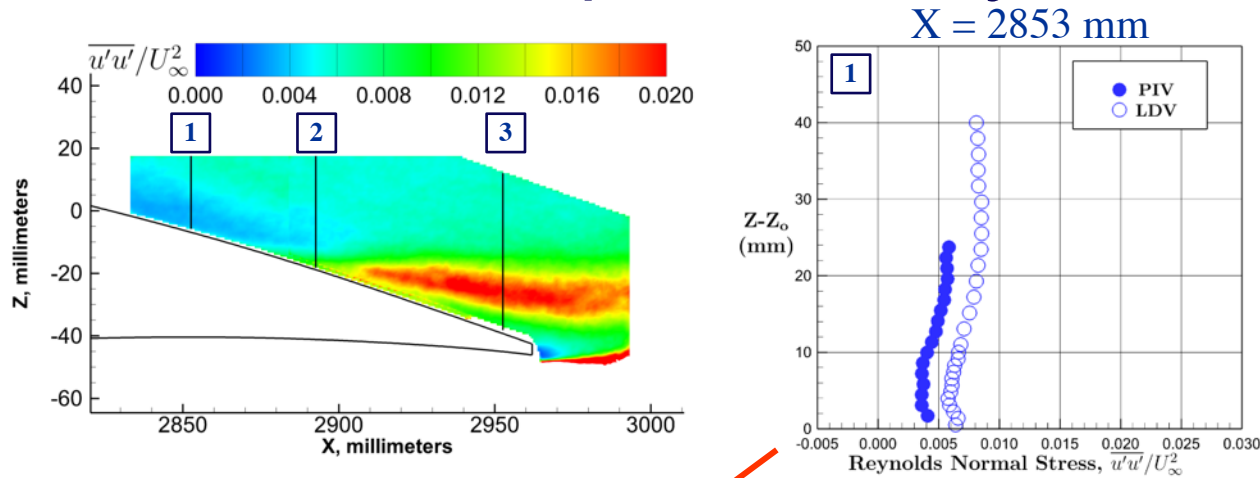 X = 2853 mm
u'u'/U∞²
0.000 0.004 0.008 0.012 0.016 0.020
1 2 3
40
20
0
-20
-40
-60
Z, millimeters
2850 2900 2950 3000
X, millimeters
1
PIV
LDV
50
40
30
20
10
0
Z-Zₒ
(mm)
-0.005 0.000 0.005 0.010 0.015 0.020 0.025 0.030
Reynolds Normal Stress, u'u'/U∞²